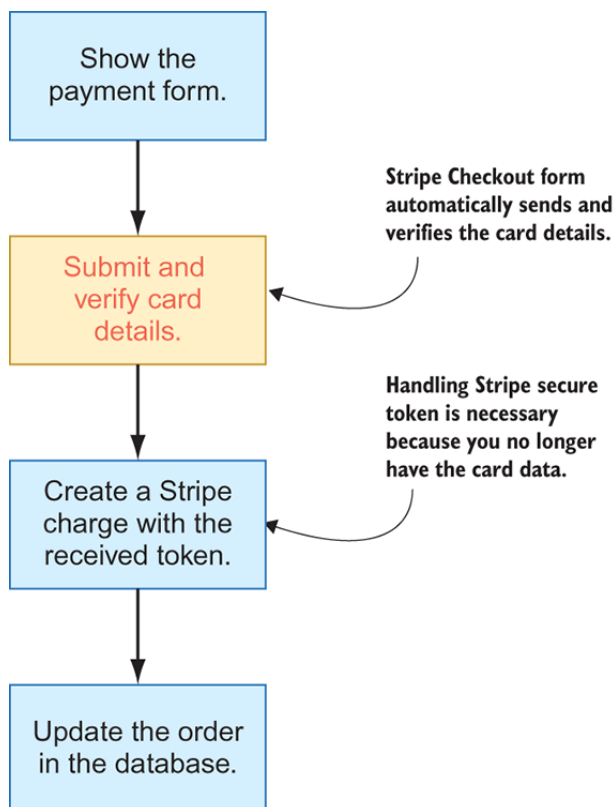 Show the
payment form.
Stripe Checkout form
automatically sends and
verifies the card details.
Submit and
verify card
details.
Handling Stripe secure
token is necessary
because you no longer
have the card data.
Create a Stripe
charge with the
received token.
Update the order
in the database.